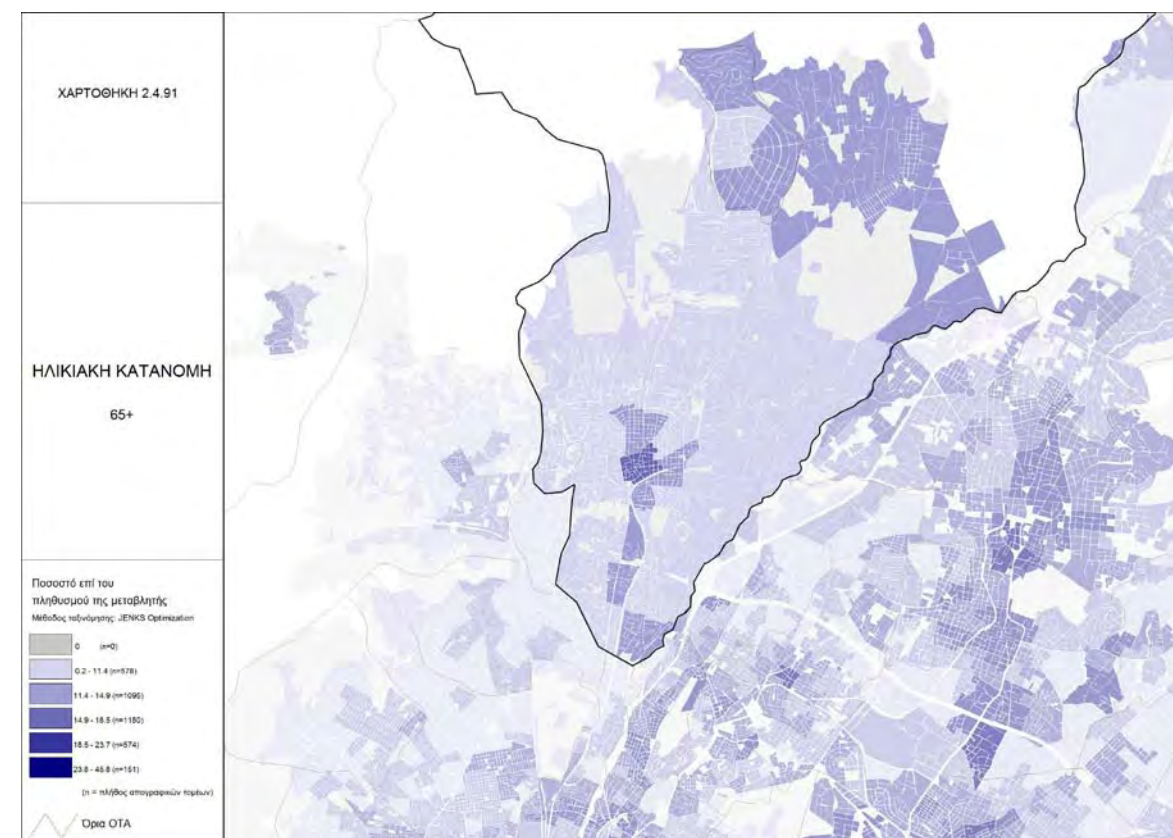 ΧΑΡΤΟΘΗΚΗ 2.4.91
ΗΛΙΚΙΑΚΗ ΚΑΤΑΝΟΜΗ
65+
Ποσοστό επί του
πληθυσμού της μεταβλητής
Μέθοδος ταξινόμησης: JENKS Optimization
0 (n=0)
0.2 - 11.4 (n=578)
11.4 - 14.9 (n=1095)
14.9 - 18.5 (n=1180)
18.5 - 23.7 (n=574)
23.8 - 45.8 (n=151)
(n = πλήθος απογραφικών τομέων)
Όρια ΟΤΑ